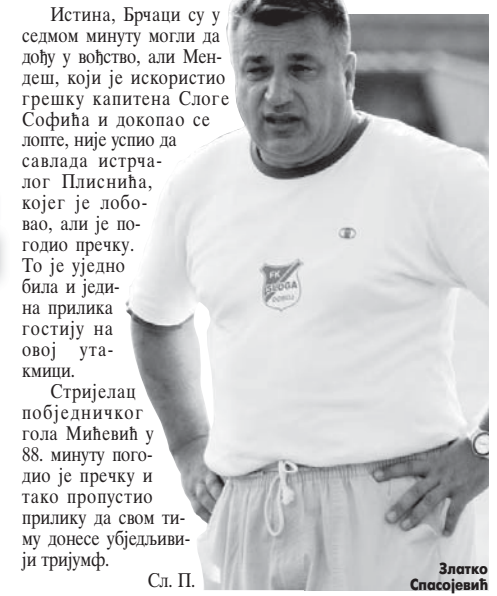 Истина, Брчаци су у
седмом минуту могли да
дођу у вођство, али Мен-
деш, који је искористио
грешку капитена Слоге
Софића и докопао се
лопте, није успио да
савлада истрча-
лог Плиснића,
којег је лобо-
вао, али је по-
годио пречку.
То је уједно
била и једи-
на прилика
гостију на
овој ута-
кмици.
Стријелац
побједничког
гола Мићевић у
88. минуту пого-
дио је пречку и
тако пропустио
прилику да свом ти-
му донесе убједљиви-
ји тријумф.
Сл. П.
FK
SLOGA
DOBOJ
Златко
Спасојевић